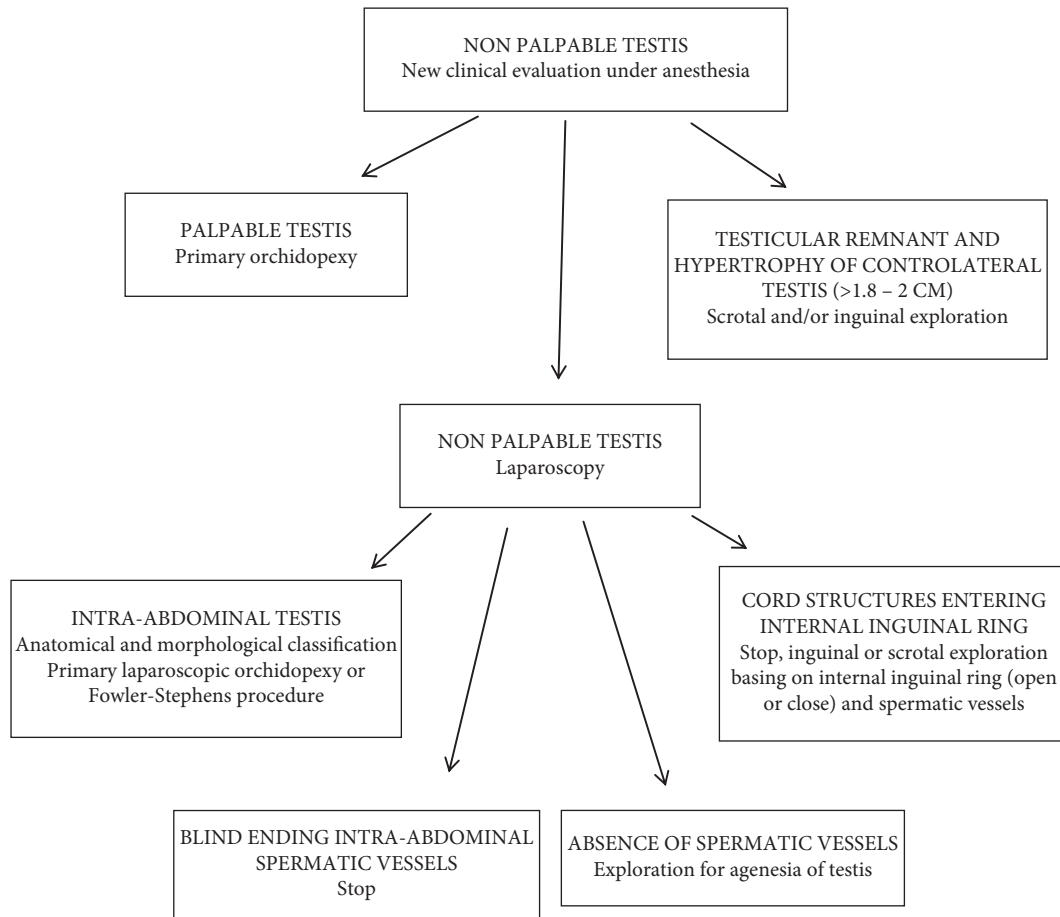 NON PALPABLE TESTIS
New clinical evaluation under anesthesia
PALPABLE TESTIS
Primary orchidopexy
TESTICULAR REMNANT AND
HYPERTROPHY OF CONTROLATERAL
TESTIS (>1.8 – 2 CM)
Scrotal and/or inguinal exploration
NON PALPABLE TESTIS
Laparoscopy
INTRA-ABDOMINAL TESTIS
Anatomical and morphological classification
Primary laparoscopic orchidopexy or
Fowler-Stephens procedure
CORD STRUCTURES ENTERING
INTERNAL INGUINAL RING
Stop, inguinal or scrotal exploration
basing on internal inguinal ring (open
or close) and spermatic vessels
BLIND ENDING INTRA-ABDOMINAL
SPERMATIC VESSELS
Stop
ABSENCE OF SPERMATIC VESSELS
Exploration for agenesia of testis